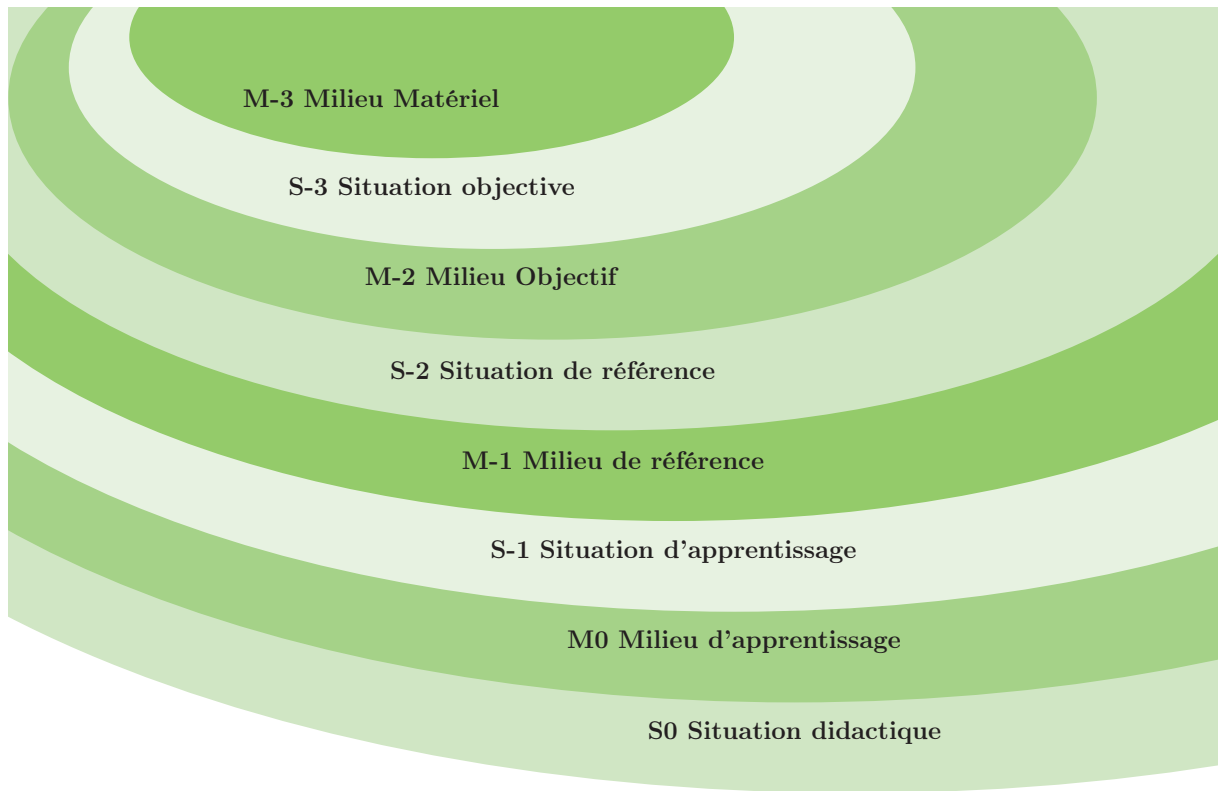 M-3 Milieu Matériel
S-3 Situation objective
M-2 Milieu Objectif
S-2 Situation de référence
M-1 Milieu de référence
S-1 Situation d'apprentissage
M0 Milieu d'apprentissage
S0 Situation didactique